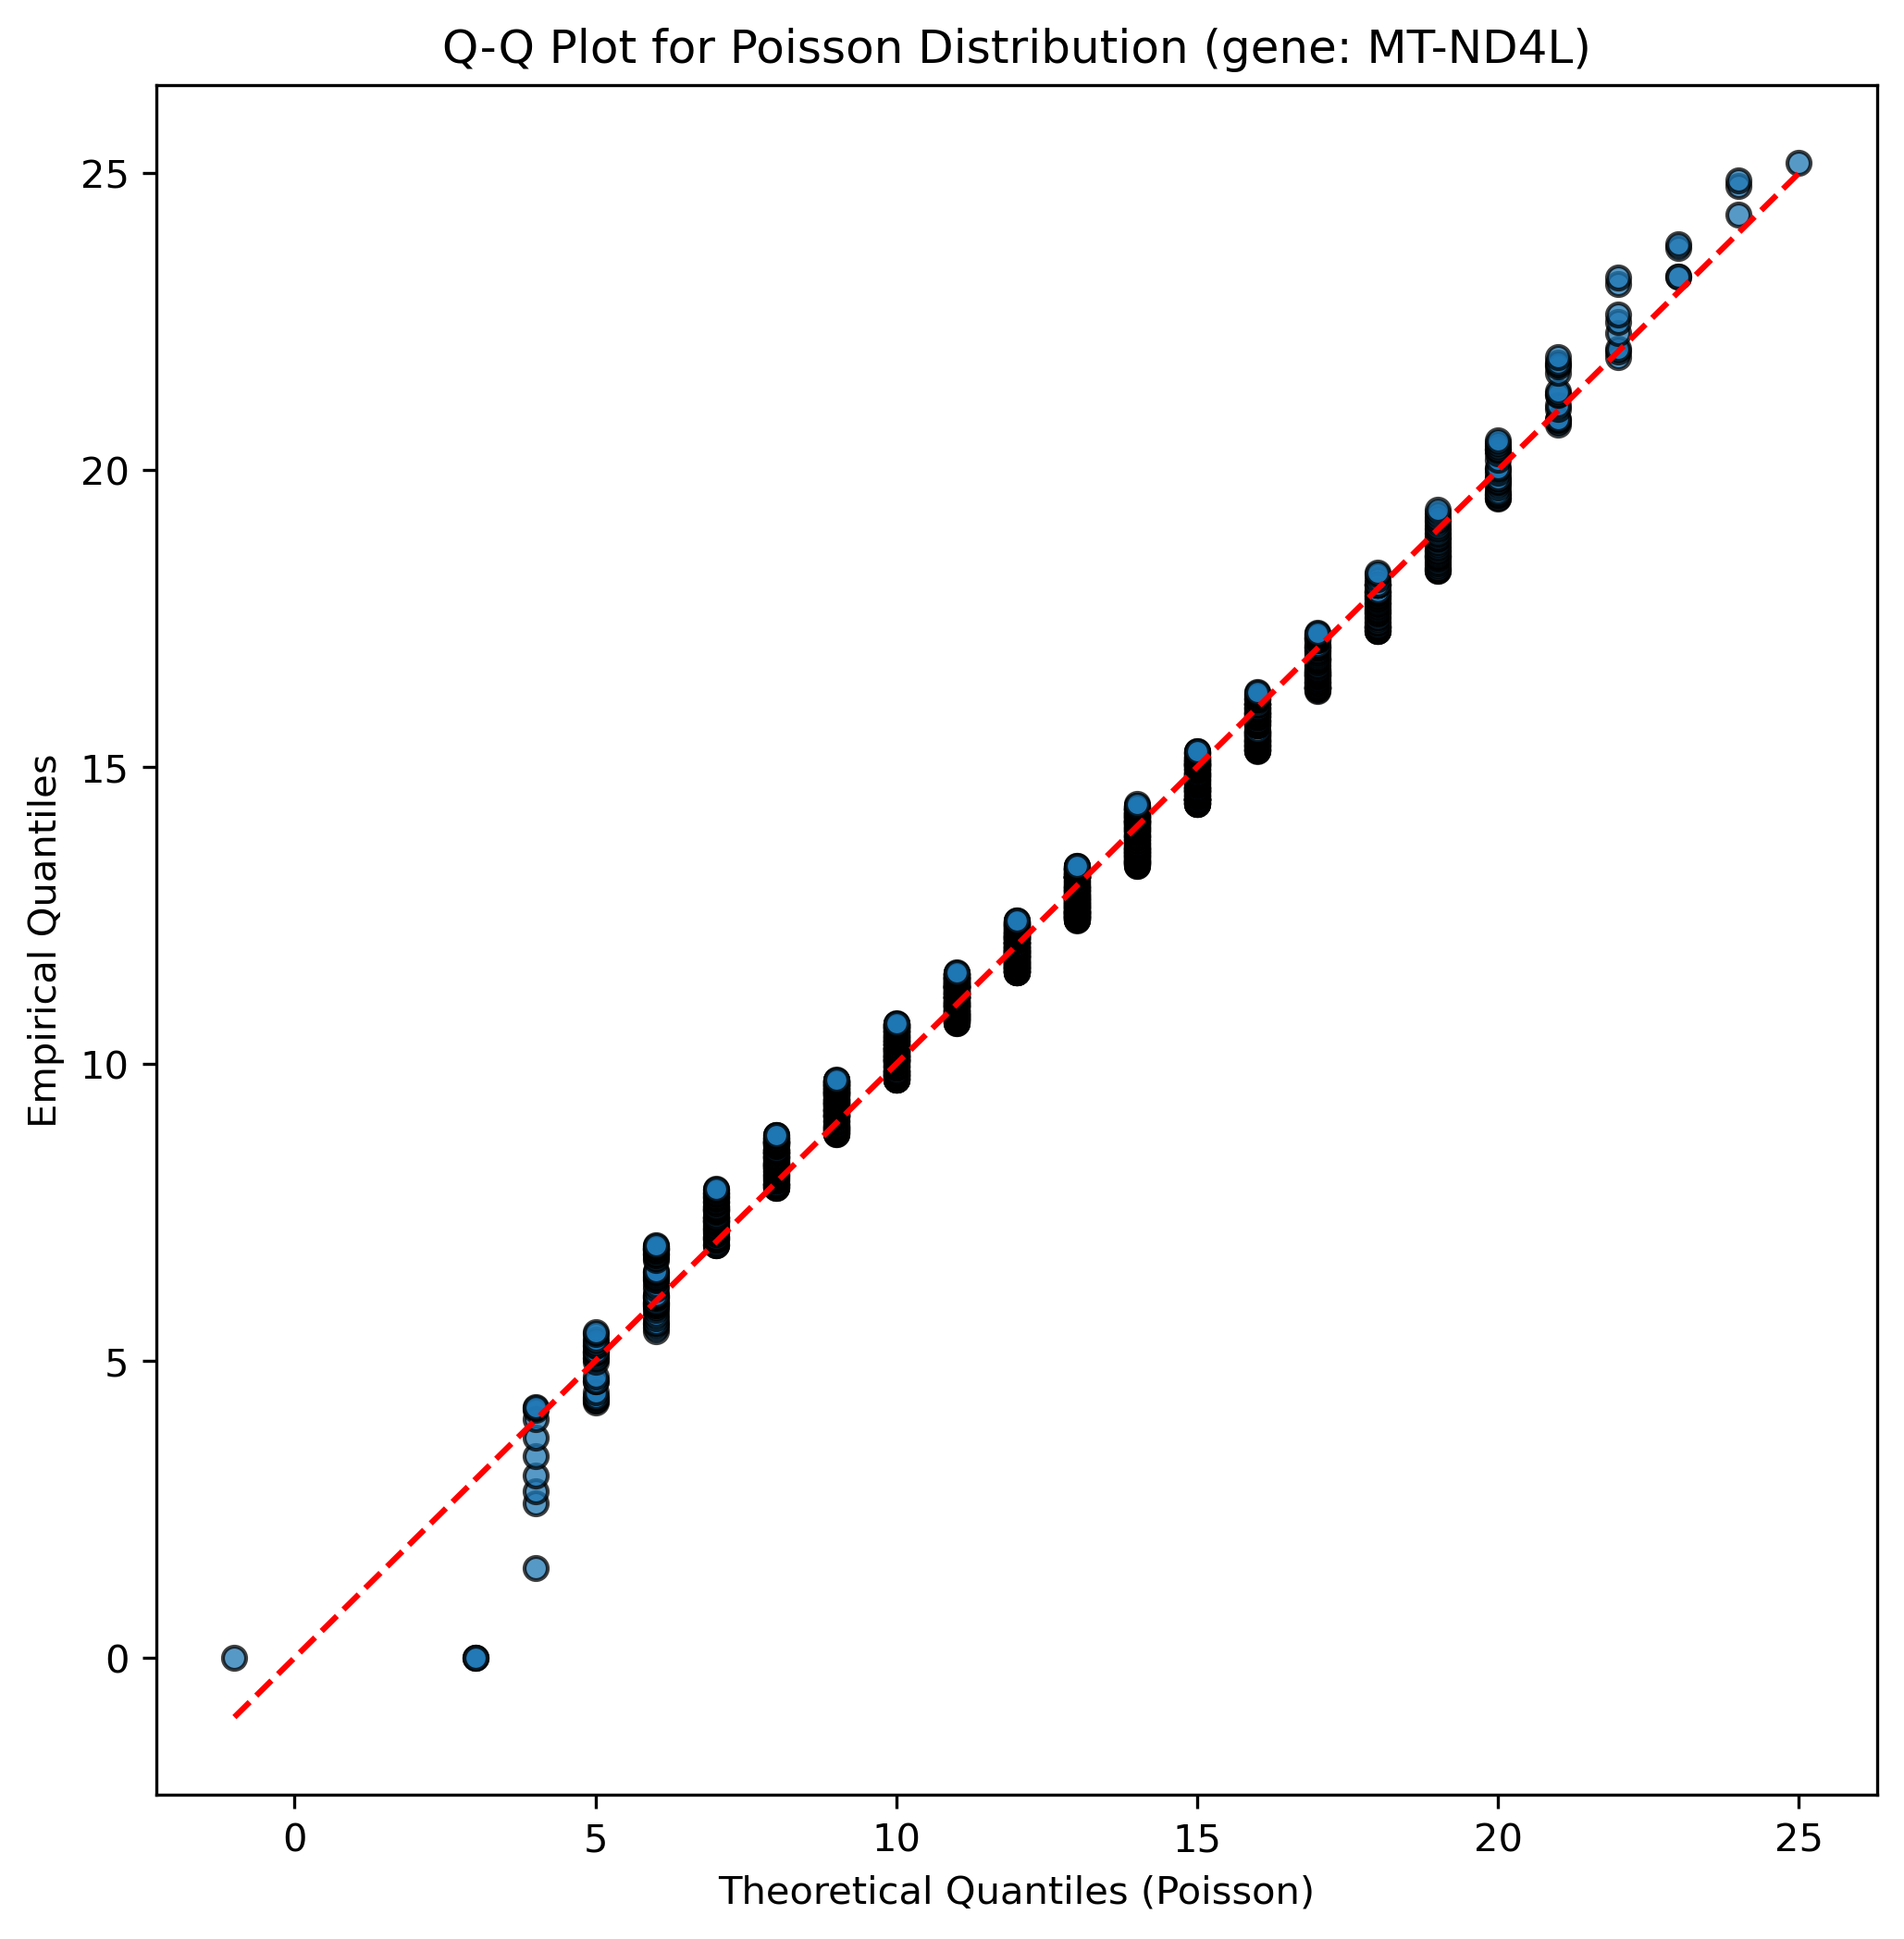 Q-Q Plot for Poisson Distribution (gene: MT-ND4L)
25
20
15
10
5
0
Empirical Quantiles
0 5 10 15 20 25
Theoretical Quantiles (Poisson)